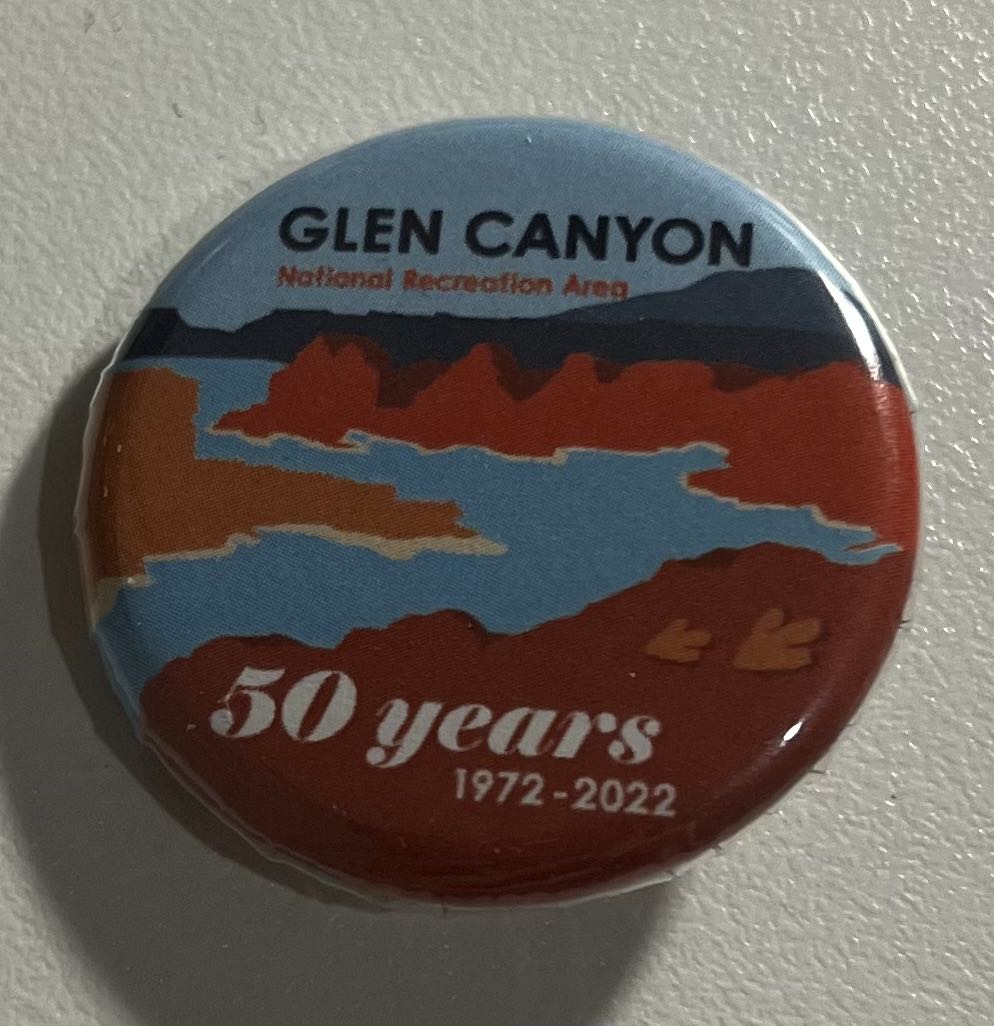 GLEN CANYON
National Recreation Area
50 years
1972-2022